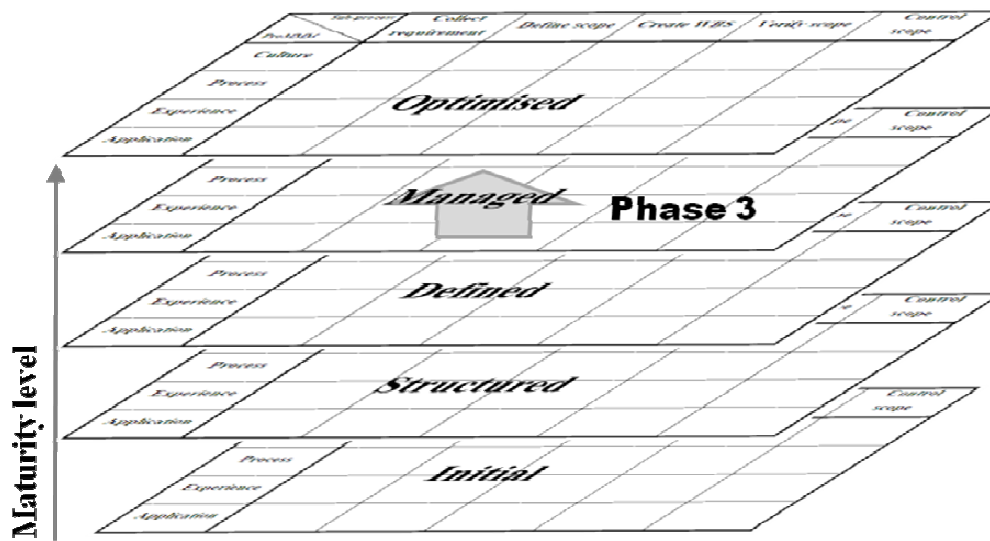 Sub-process
Collect requirement
Define scope
Create WBS
Verify scope
Control scope
Culture
Process
Experience
Application
Optimised
Control scope
Process
Experience
Application
Managed
Phase 3
Control scope
Process
Experience
Application
Defined
Control scope
Process
Experience
Application
Structured
Control scope
Process
Experience
Application
Initial
Maturity level